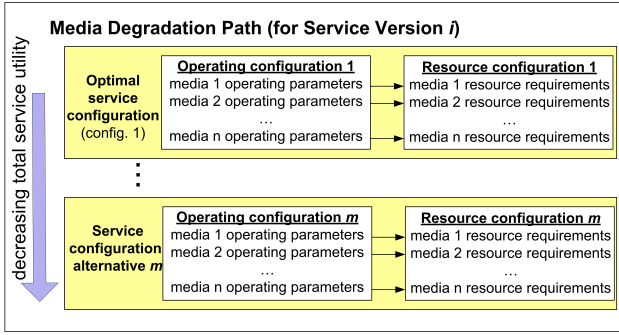 Media Degradation Path (for Service Version i)
decreasing total service utility
Optimal
service
configuration
(config. 1)
Operating configuration 1
media 1 operating parameters
media 2 operating parameters
...
media n operating parameters
Resource configuration 1
media 1 resource requirements
media 2 resource requirements
...
media n resource requirements
Service
configuration
alternative m
Operating configuration m
media 1 operating parameters
media 2 operating parameters
...
media n operating parameters
Resource configuration m
media 1 resource requirements
media 2 resource requirements
...
media n resource requirements